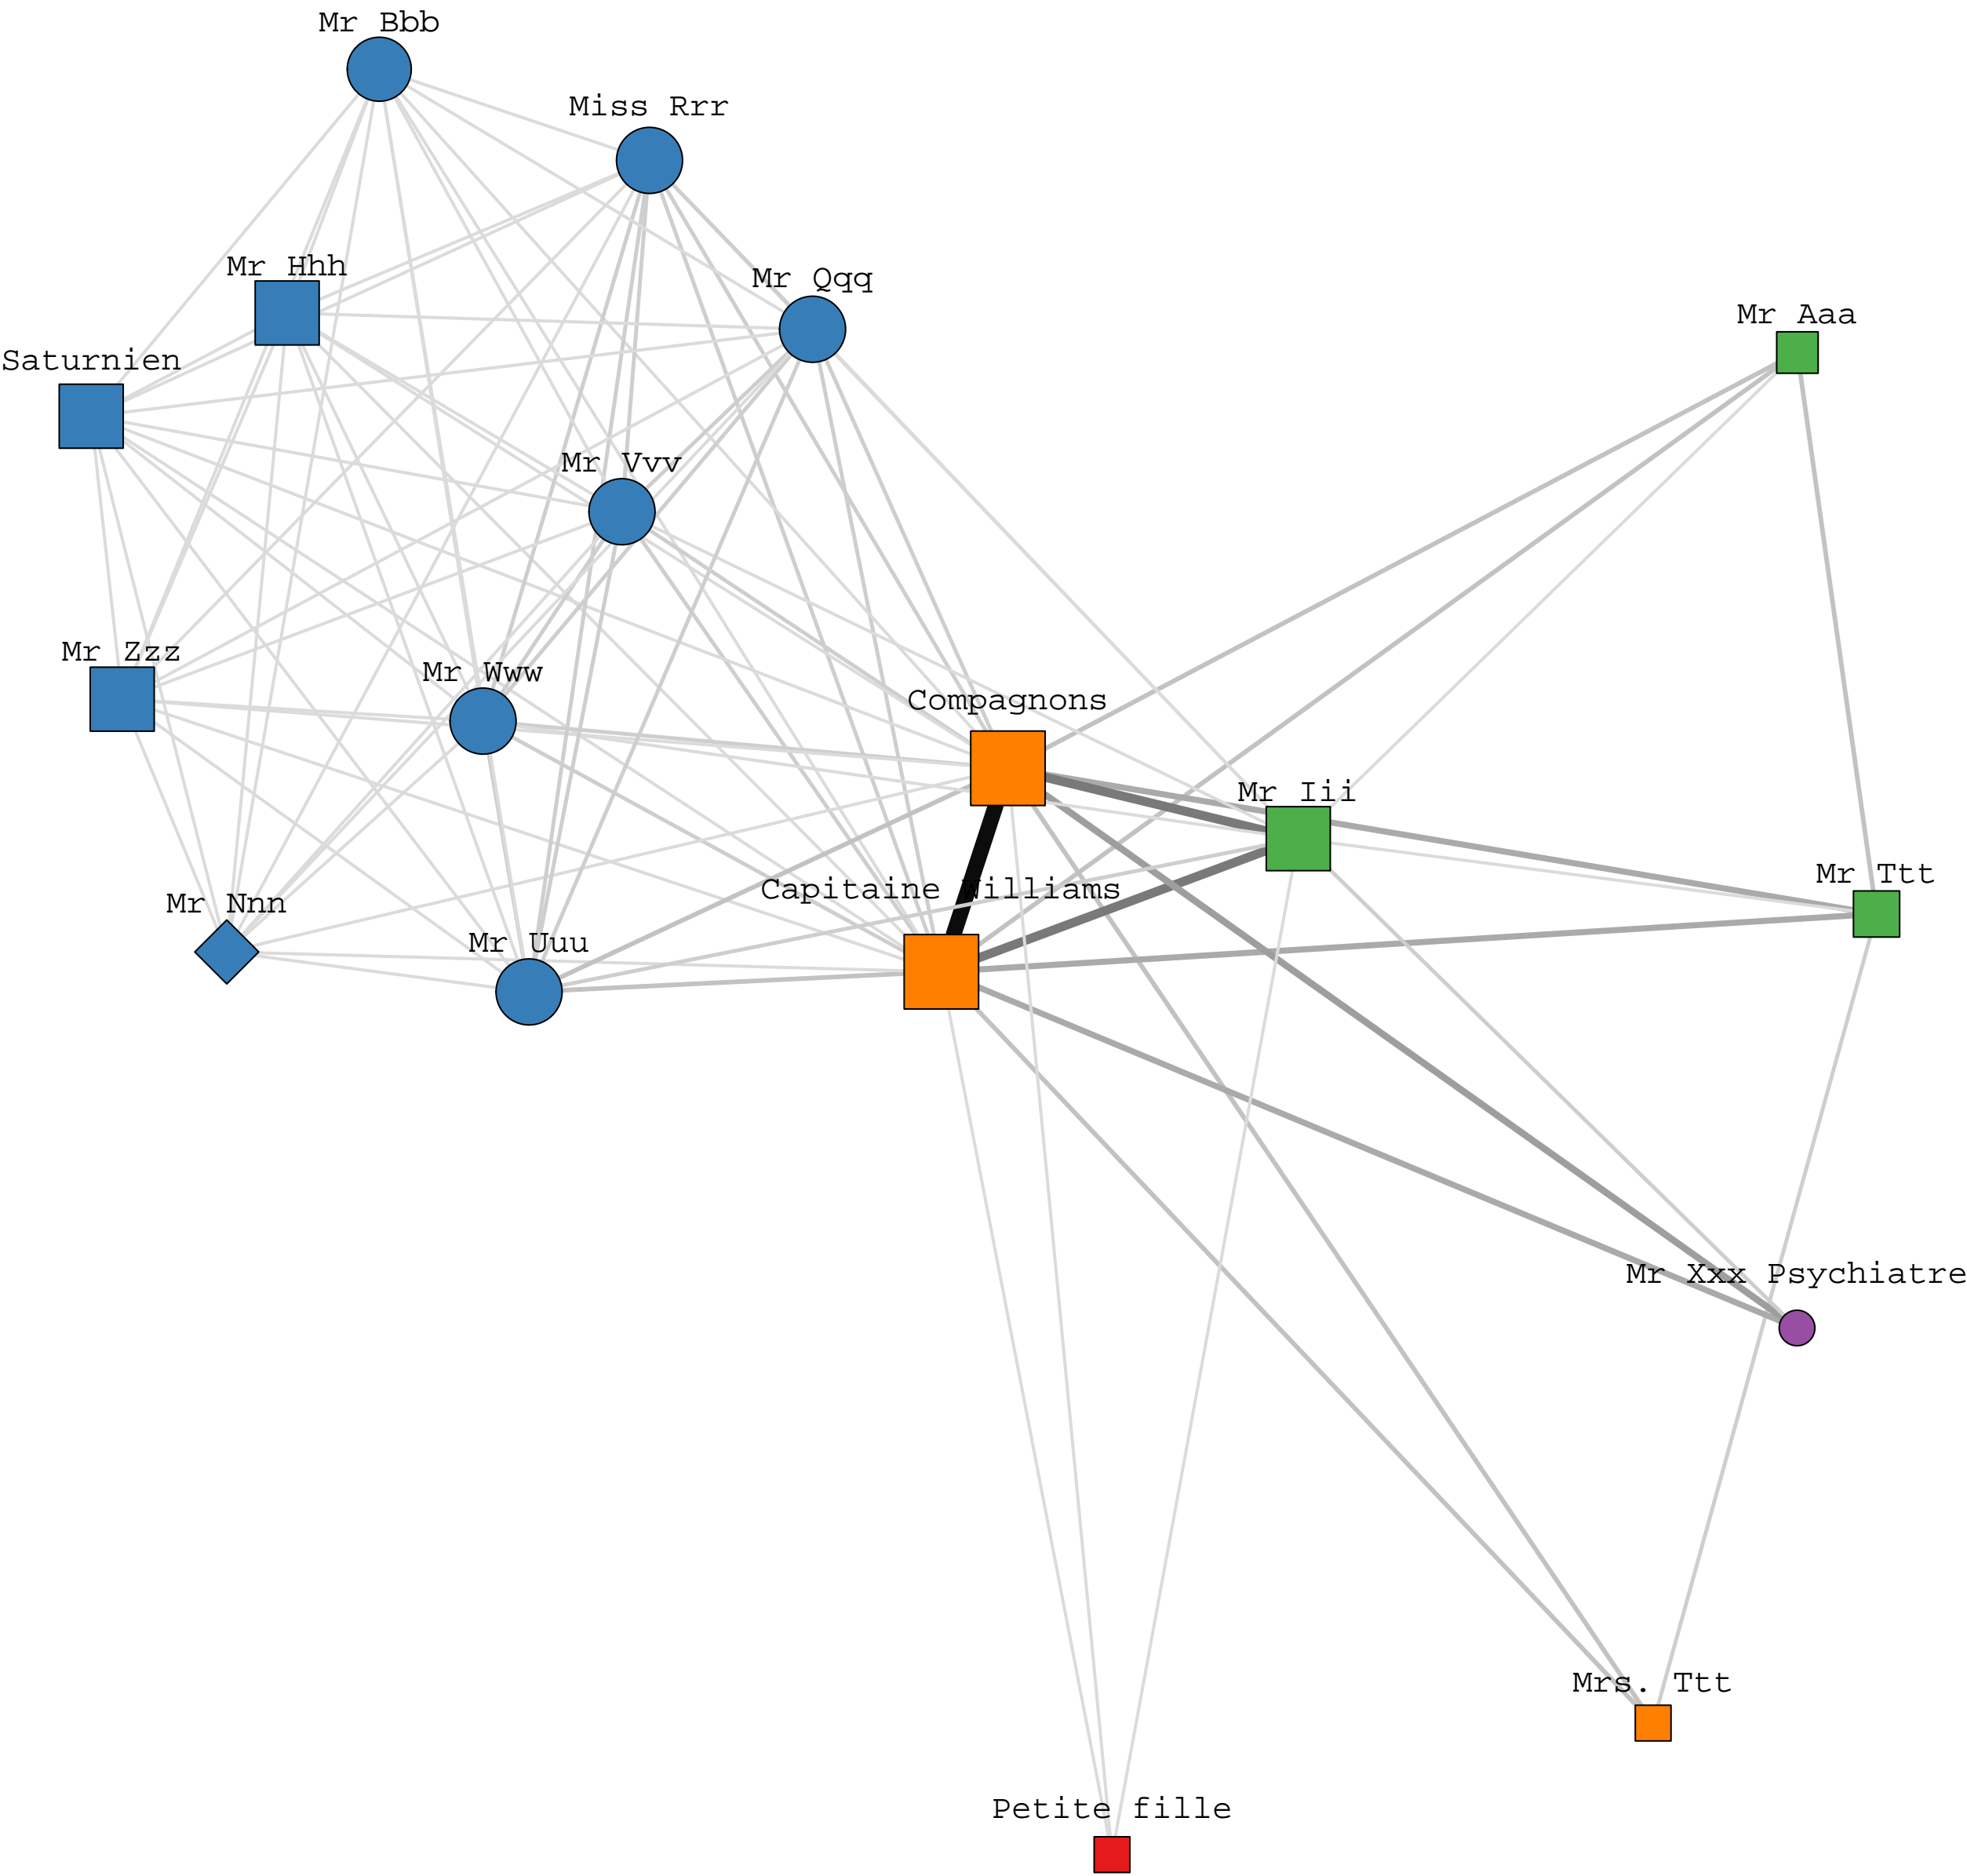 Mr Bbb
Miss Rrr
Mr Hhh
Mr Qqq
Mr Aaa
Saturnien
Mr Vvv
Mr Zzz
Mr Www
Compagnons
Mr Iii
Mr Ttt
Capitaine Williams
Mr Nnn
Mr Uuu
Mr Xxx Psychiatre
Mrs. Ttt
Petite fille